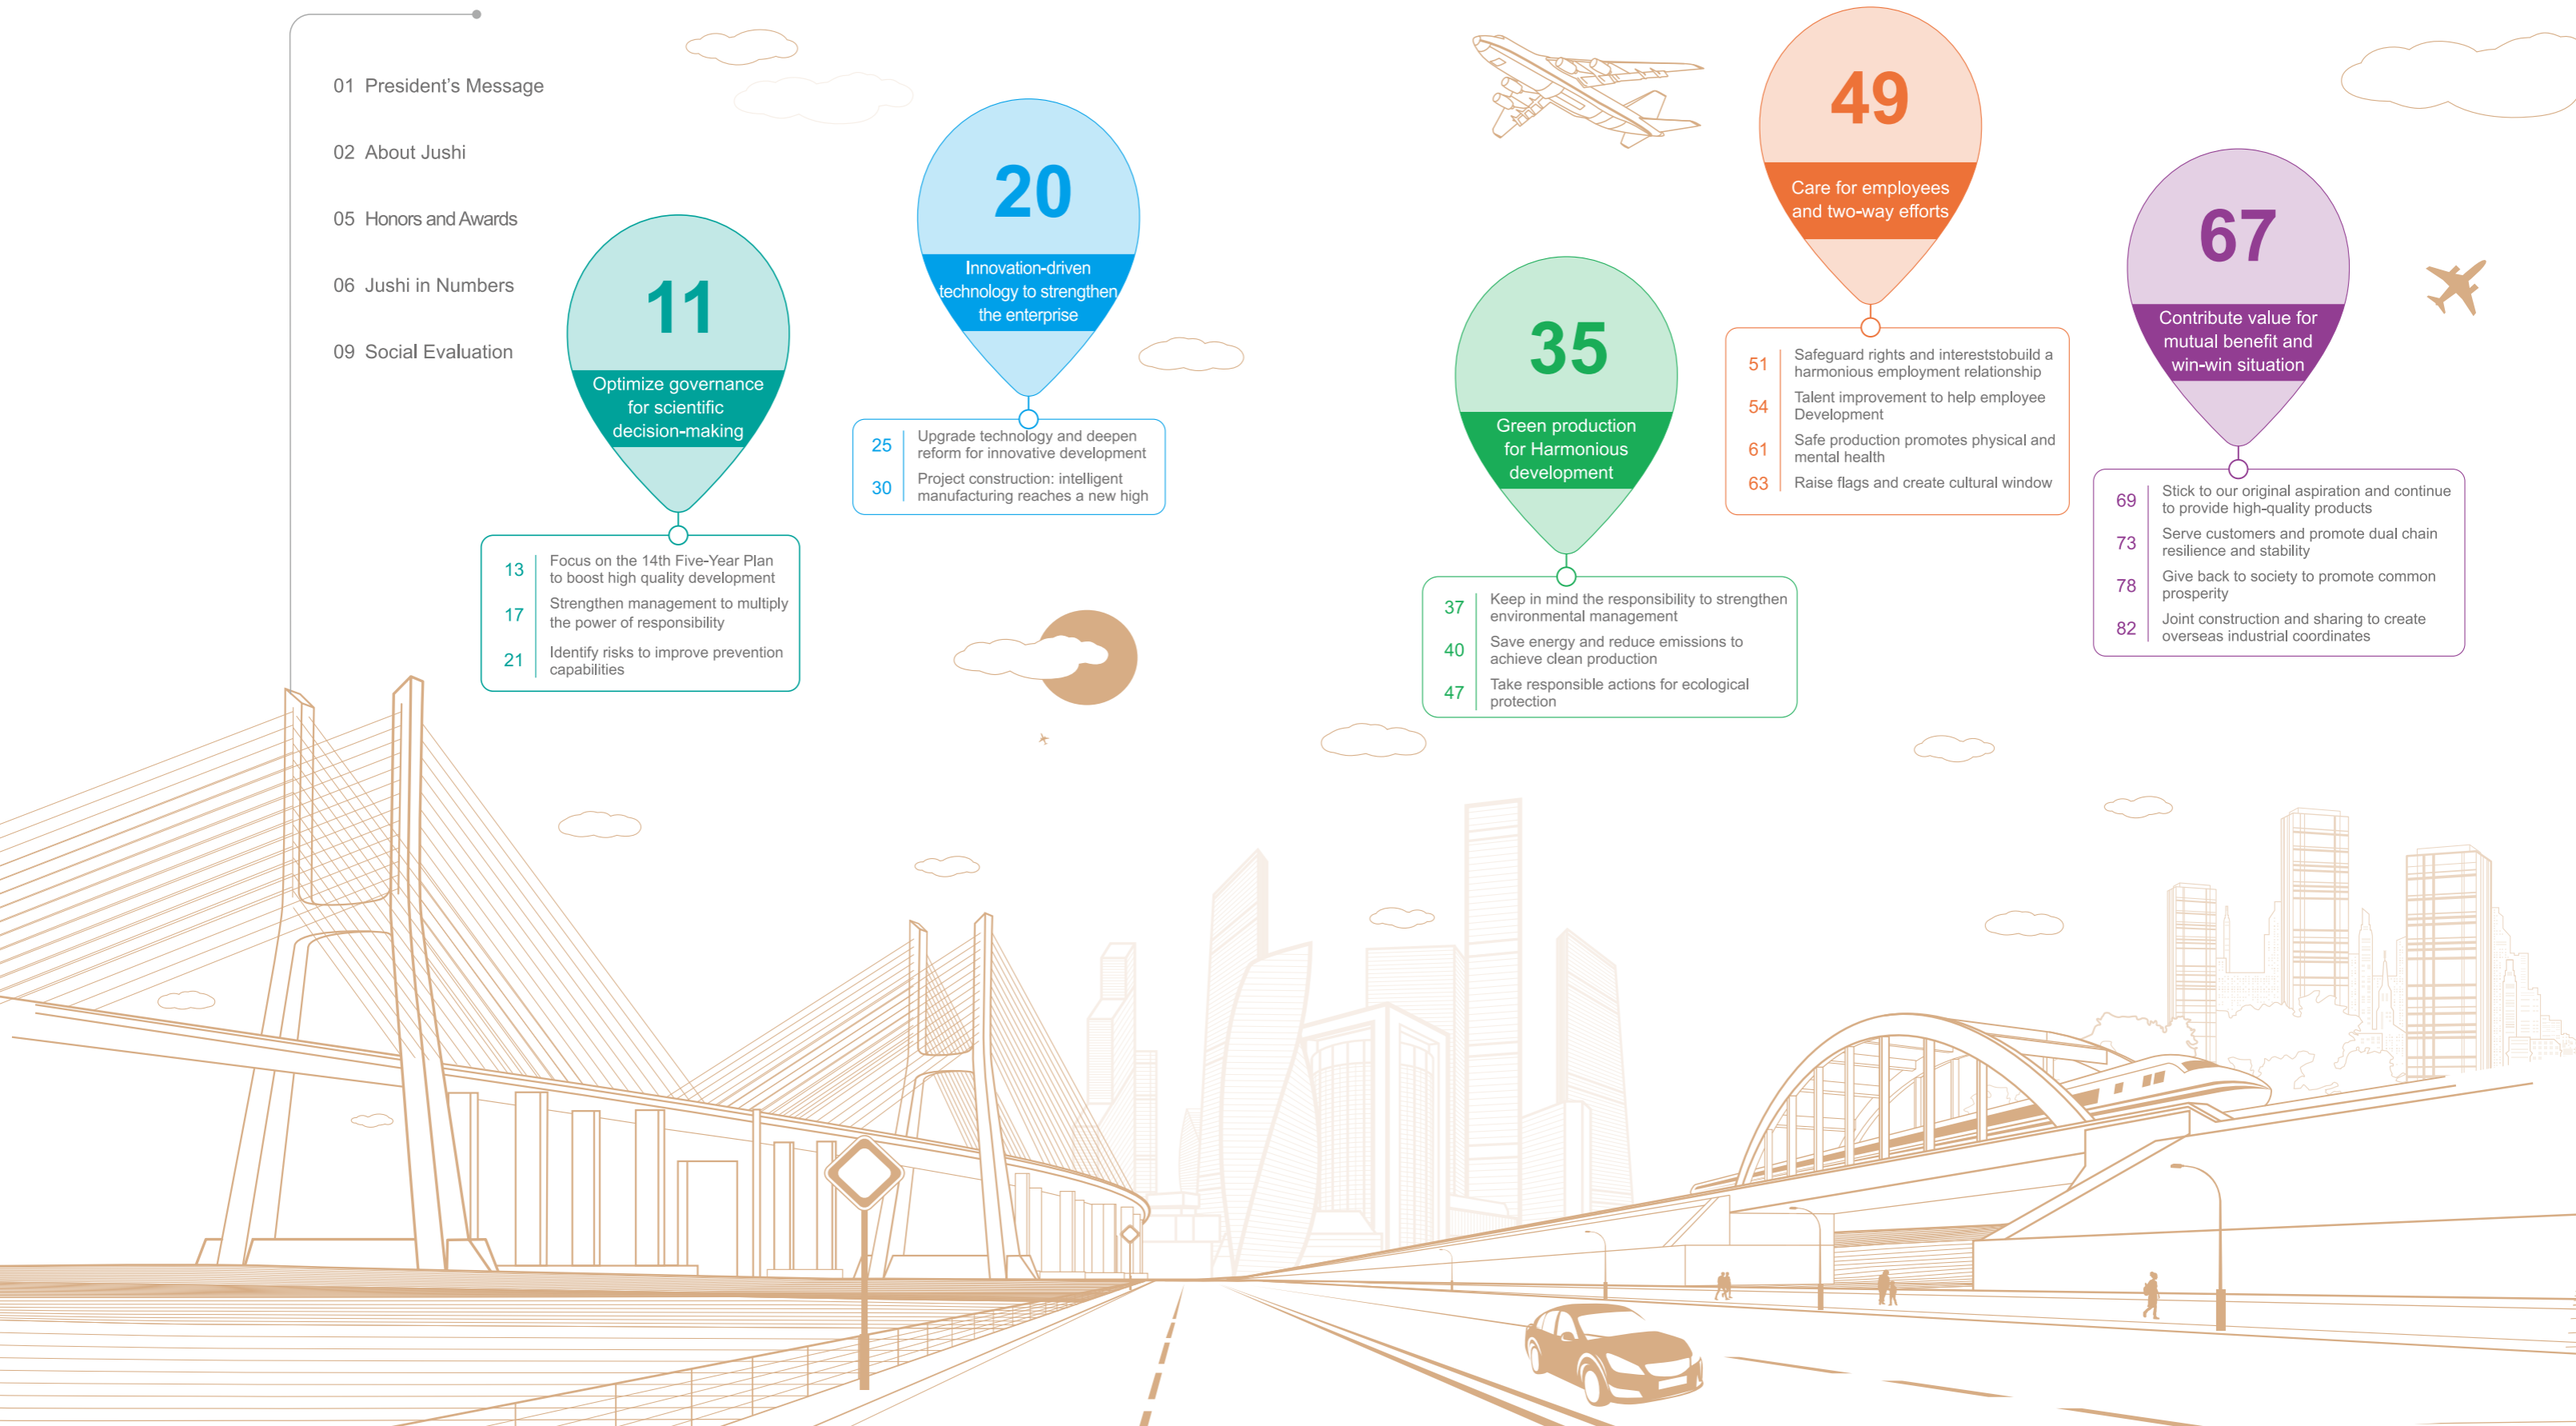 01 President's Message
02 About Jushi
05 Honors and Awards
06 Jushi in Numbers
09 Social Evaluation
11
Optimize governance
for scientific
decision-making
13 Focus on the 14th Five-Year Plan
to boost high quality development
17 Strengthen management to multiply
the power of responsibility
21 Identify risks to improve prevention
capabilities
20
Innovation-driven
technology to strengthen
the enterprise
25 Upgrade technology and deepen
reform for innovative development
30 Project construction: intelligent
manufacturing reaches a new high
35
Green production
for Harmonious
development
37 Keep in mind the responsibility to strengthen
environmental management
40 Save energy and reduce emissions to
achieve clean production
47 Take responsible actions for ecological
protection
49
Care for employees
and two-way efforts
51 Safeguard rights and intereststobuild a
harmonious employment relationship
54 Talent improvement to help employee
Development
61 Safe production promotes physical and
mental health
63 Raise flags and create cultural window
67
Contribute value for
mutual benefit and
win-win situation
69 Stick to our original aspiration and continue
to provide high-quality products
73 Serve customers and promote dual chain
resilience and stability
78 Give back to society to promote common
prosperity
82 Joint construction and sharing to create
overseas industrial coordinates